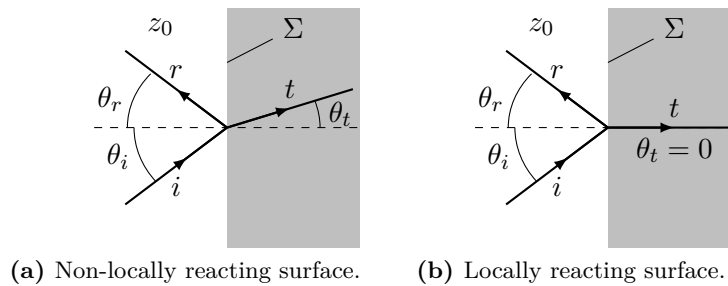 z₀
Σ
r
t
θᵣ
θₜ
θᵢ
i
(a) Non-locally reacting surface.
z₀
Σ
r
t
θᵣ
θₜ = 0
θᵢ
i
(b) Locally reacting surface.